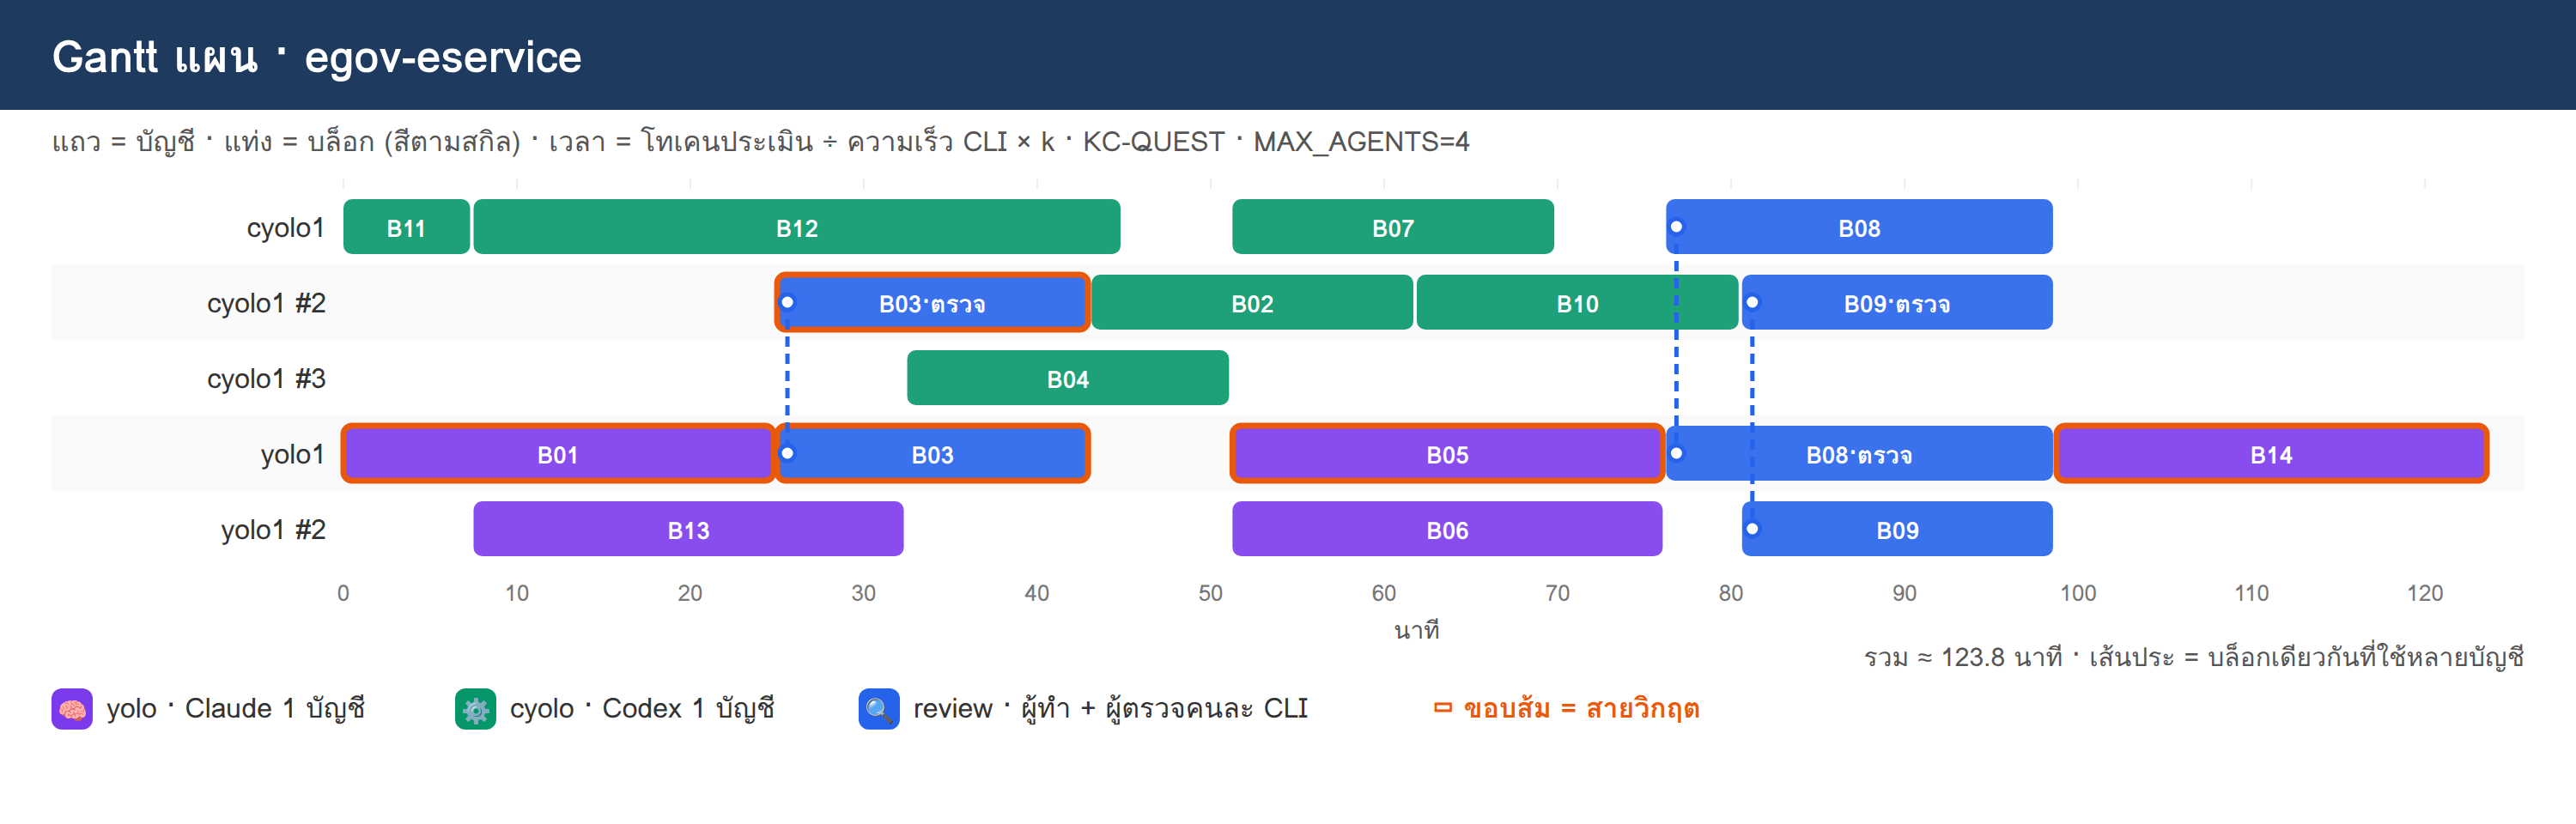 Gantt แผน · egov-eservice
แถว = บัญชี · แท่ง = บล็อก (สีตามสกิล) · เวลา = โทเคนประเมิน ÷ ความเร็ว CLI × k · KC-QUEST · MAX_AGENTS=4
cyolo1 B11 B12 B07 B08
cyolo1 #2 B03·ตรวจ B02 B10 B09·ตรวจ
cyolo1 #3 B04
yolo1 B01 B03 B05 B08·ตรวจ B14
yolo1 #2 B13 B06 B09
0 10 20 30 40 50 60 70 80 90 100 110 120
นาที
รวม ≈ 123.8 นาที · เส้นประ = บล็อกเดียวกันที่ใช้หลายบัญชี
yolo · Claude 1 บัญชี cyolo · Codex 1 บัญชี review · ผู้ทำ + ผู้ตรวจคนละ CLI ขอบส้ม = สายวิกฤต